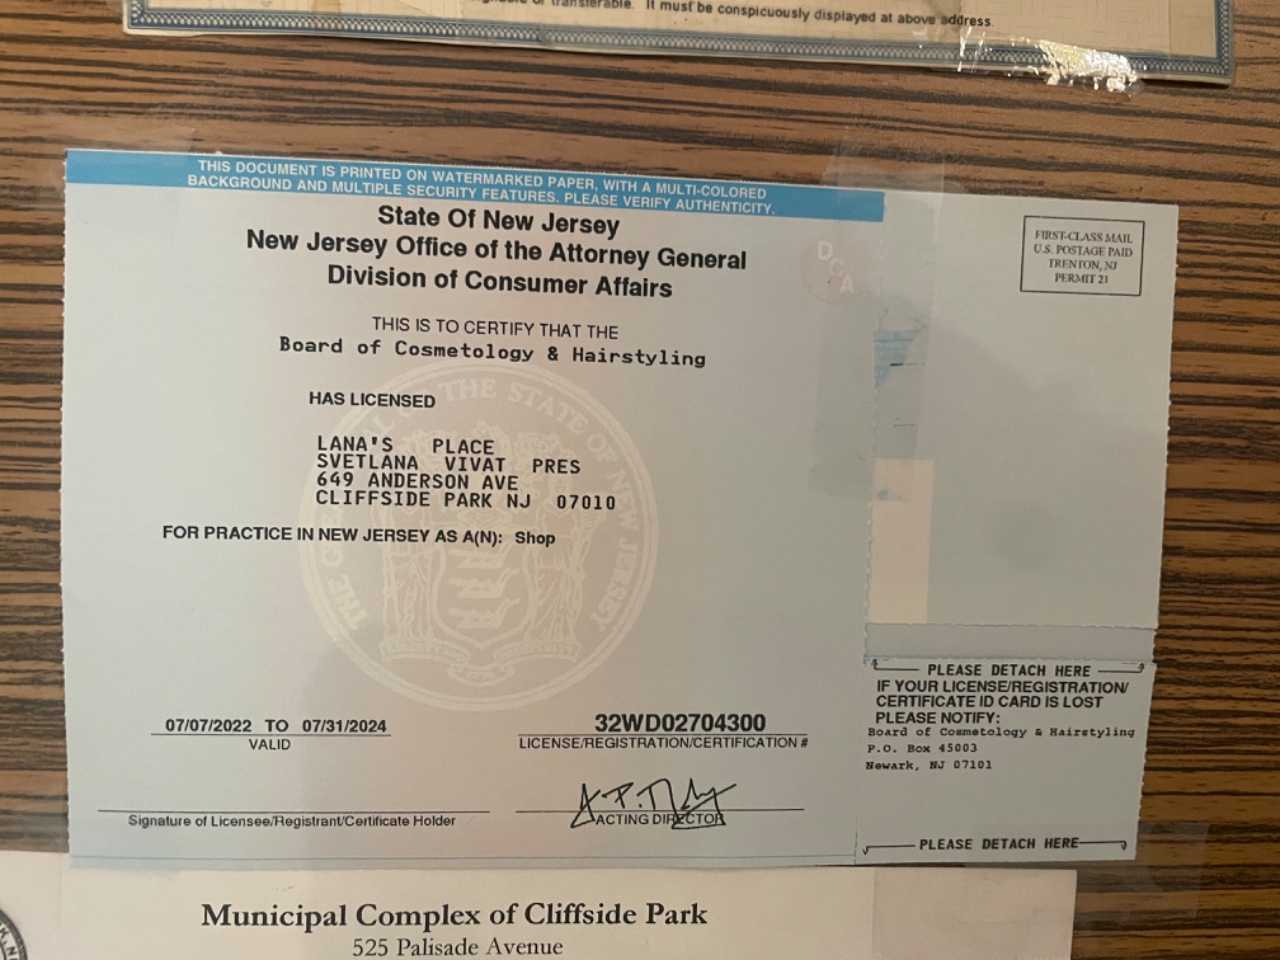 transferable. It must be conspicuously displayed at above address.
THIS DOCUMENT IS PRINTED ON WATERMARKED PAPER, WITH A MULTI-COLORED
BACKGROUND AND MULTIPLE SECURITY FEATURES. PLEASE VERIFY AUTHENTICITY.
State Of New Jersey
New Jersey Office of the Attorney General
Division of Consumer Affairs
DCA
THIS IS TO CERTIFY THAT THE
Board of Cosmetology & Hairstyling
HAS LICENSED
LANA'S PLACE
SVETLANA VIVAT PRES
649 ANDERSON AVE
CLIFFSIDE PARK NJ 07010
FOR PRACTICE IN NEW JERSEY AS A(N): Shop
THE STATE OF NEW JERSEY
07/07/2022 TO 07/31/2024
VALID
32WD02704300
LICENSE/REGISTRATION/CERTIFICATION #
Signature of Licensee/Registrant/Certificate Holder
ACTING DIRECTOR
FIRST-CLASS MAIL
U.S. POSTAGE PAID
TRENTON, NJ
PERMIT 21
PLEASE DETACH HERE
IF YOUR LICENSE/REGISTRATION/
CERTIFICATE ID CARD IS LOST
PLEASE NOTIFY:
Board of Cosmetology & Hairstyling
P.O. Box 45003
Newark, NJ 07101
PLEASE DETACH HERE
Municipal Complex of Cliffside Park
525 Palisade Avenue